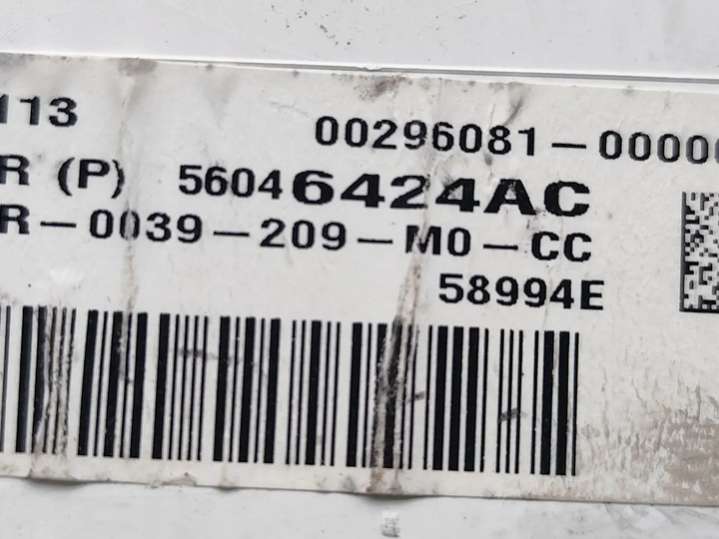 113
00296081-0000
R (P) 56046424AC
R-0039-209-M0-CC
58994E